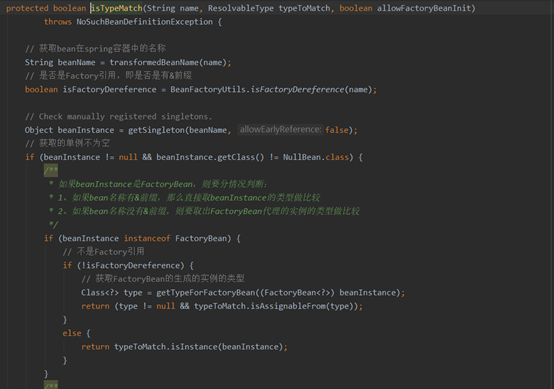 protected boolean isTypeMatch(String name, ResolvableType typeToMatch, boolean allowFactoryBeanInit)
throws NoSuchBeanDefinitionException {
// 获取bean在spring容器中的名称
String beanName = transformedBeanName(name);
// 是否是Factory引用，即是否是有&前缀
boolean isFactoryDereference = BeanFactoryUtils.isFactoryDereference(name);
// Check manually registered singletons.
Object beanInstance = getSingleton(beanName, allowEarlyReference: false);
// 获取的单例不为空
if (beanInstance != null && beanInstance.getClass() != NullBean.class) {
/**
* 如果beanInstance是FactoryBean，则要分情况判断：
* 1、如果bean名称有&前缀，那么直接取beanInstance的类型做比较
* 2、如果bean名称没有&前缀，则要取出FactoryBean代理的实例的类型做比较
*/
if (beanInstance instanceof FactoryBean) {
// 不是Factory引用
if (!isFactoryDereference) {
// 获取FactoryBean的生成的实例的类型
Class<?> type = getTypeForFactoryBean((FactoryBean<?>) beanInstance);
return (type != null && typeToMatch.isAssignableFrom(type));
}
else {
return typeToMatch.isInstance(beanInstance);
}
}
/**